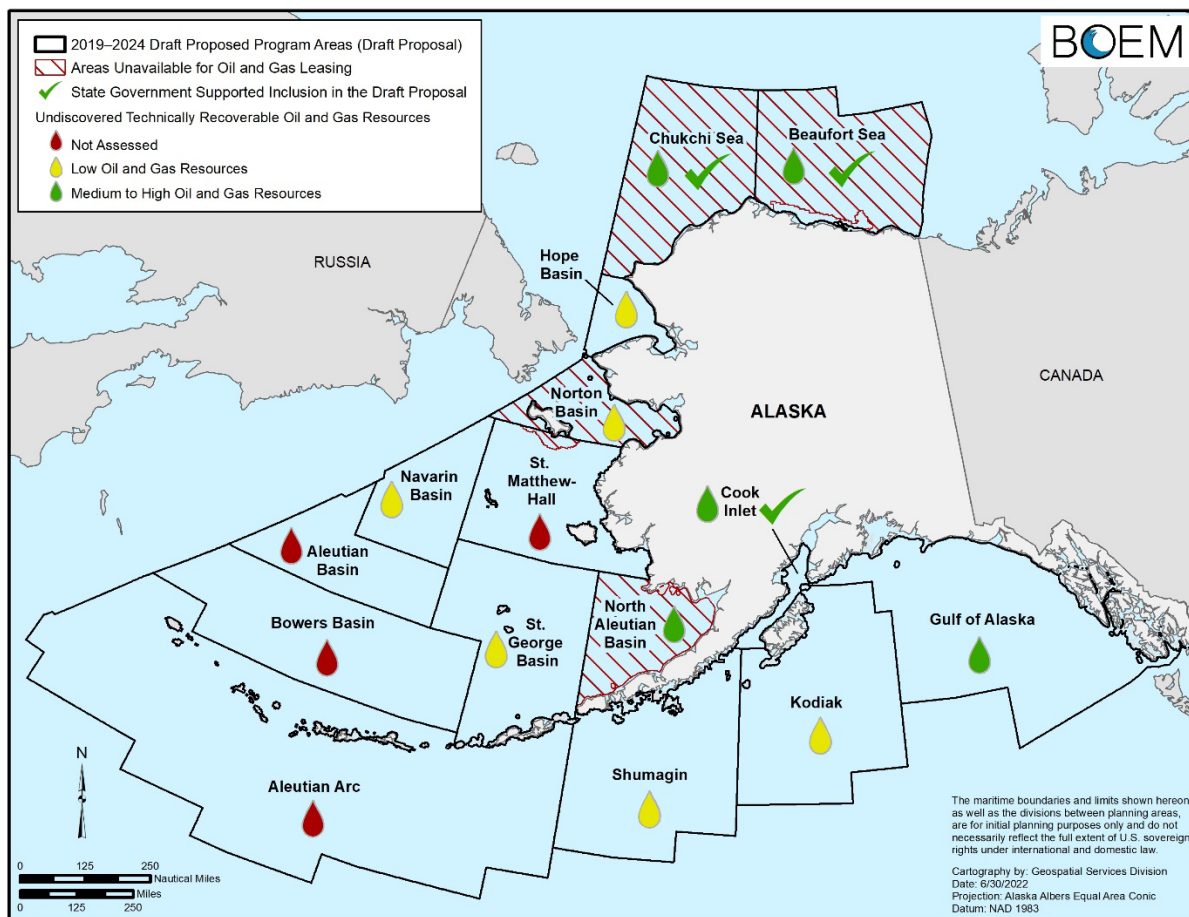 BOEM
2019–2024 Draft Proposed Program Areas (Draft Proposal)
Areas Unavailable for Oil and Gas Leasing
State Government Supported Inclusion in the Draft Proposal
Undiscovered Technically Recoverable Oil and Gas Resources
Not Assessed
Low Oil and Gas Resources
Medium to High Oil and Gas Resources
Chukchi Sea
Beaufort Sea
RUSSIA
Hope
Basin
CANADA
Norton
Basin
ALASKA
Navarin
Basin
St.
Matthew-
Hall
Cook
Inlet
Aleutian
Basin
Bowers Basin
St.
George
Basin
North
Aleutian
Basin
Gulf of Alaska
Kodiak
Shumagin
Aleutian Arc
N
0 125 250
Nautical Miles
Miles
0 125 250
The maritime boundaries and limits shown hereon,
as well as the divisions between planning areas,
are for initial planning purposes only and do not
necessarily reflect the full extent of U.S. sovereign
rights under international and domestic law.
Cartography by: Geospatial Services Division
Date: 6/30/2022
Projection: Alaska Albers Equal Area Conic
Datum: NAD 1983